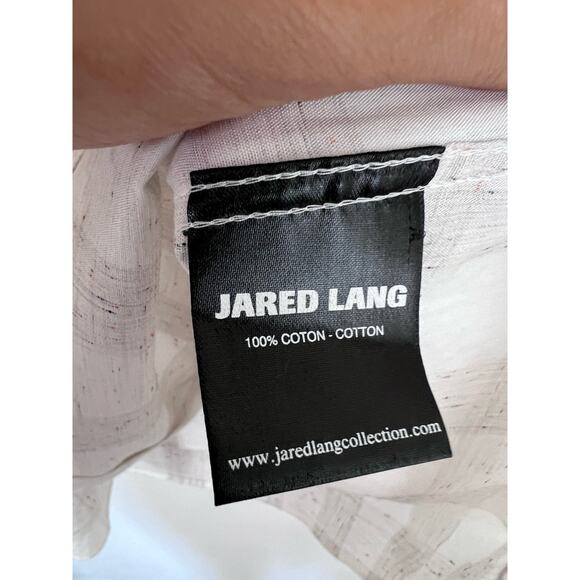 JARED LANG
100% COTON - COTTON
www.jaredlangcollection.com